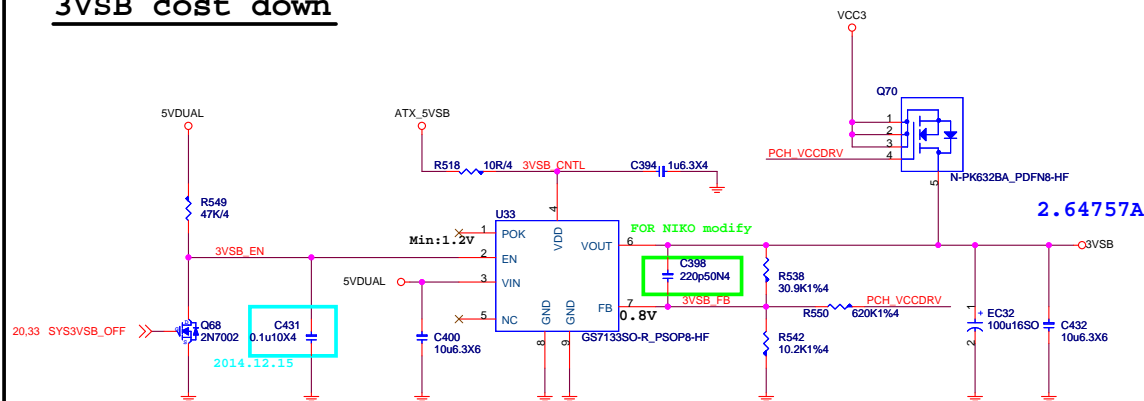 3VSB cost down
VCC3
Q70
1
2
3
4
PCH_VCCDRV
5
N-PK632BA_PDFN8-HF
2.64757A
5VDUAL
ATX_5VSB
R518
10R/4
3VSB_CNTL
C394
1u6.3X4
R549
47K/4
U33
4
VDD
FOR NIKO modify
Min:1.2V
1
POK
VOUT
6
3VSB
3VSB_EN
2
EN
C398
220p50N4
R538
30.9K1%4
5VDUAL
3
VIN
3VSB_FB
7
FB
0.8V
PCH_VCCDRV
R550
620K1%4
5
NC
GND
GND
8
9
GS7133SO-R_PSOP8-HF
20,33 SYS3VSB_OFF
Q68
2N7002
C431
0.1u10X4
2014.12.15
C400
10u6.3X6
R542
10.2K1%4
1
+
2
EC32
100u16SO
C432
10u6.3X6